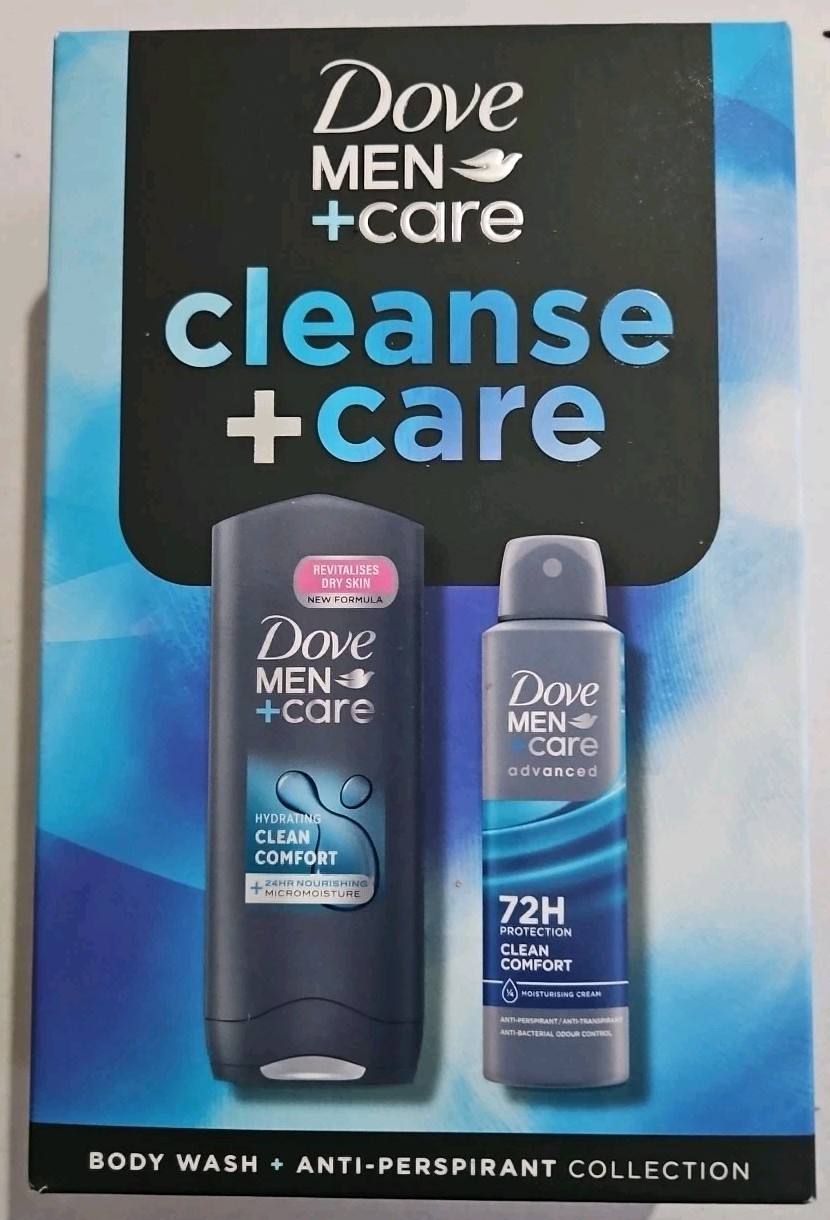 Dove
MEN
+care
cleanse
+care
REVITALISES
DRY SKIN
NEW FORMULA
Dove
MEN
+care
HYDRATING
CLEAN
COMFORT
+ 24HR NOURISHING
MICROMOISTURE
Dove
MEN
+care
advanced
72H
PROTECTION
CLEAN
COMFORT
¼ MOISTURISING CREAM
ANTI-PERSPIRANT/ANTI-TRANSPIRANT
ANTI-BACTERIAL ODOUR CONTROL
BODY WASH + ANTI-PERSPIRANT COLLECTION